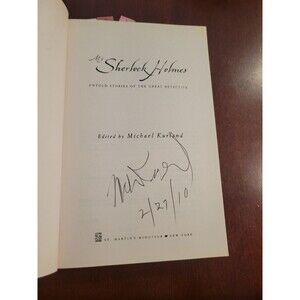 My Sherlock Holmes
UNTOLD STORIES OF THE GREAT DETECTIVE
Edited by Michael Kurland
2/27/10
ST. MARTIN'S MINOTAUR NEW YORK